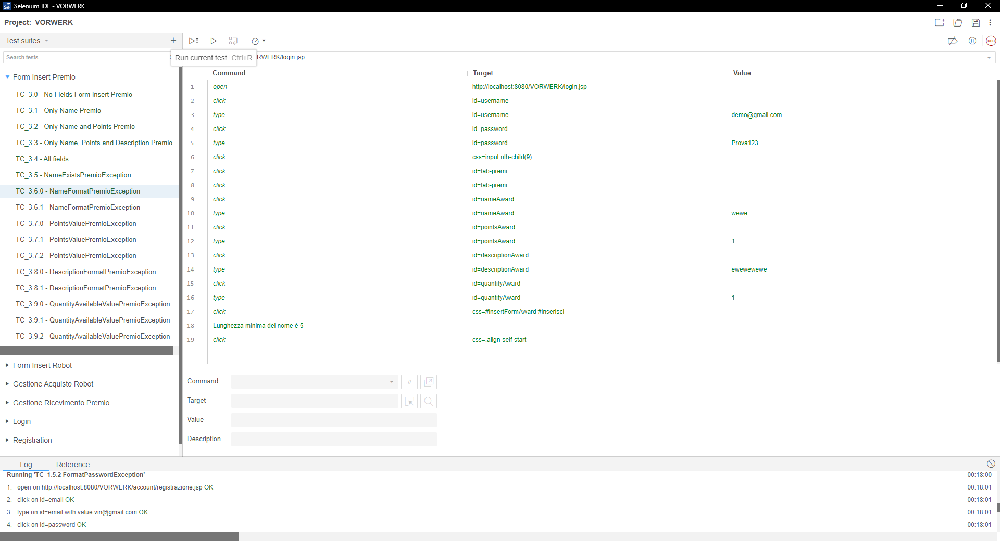 Se Selenium IDE - VORWERK
Project: VORWERK
Test suites
Search tests...
Run current test Ctrl+R
RWERK/login.jsp
REC
Form Insert Premio
TC_3.0 - No Fields Form Insert Premio
TC_3.1 - Only Name Premio
TC_3.2 - Only Name and Points Premio
TC_3.3 - Only Name, Points and Description Premio
TC_3.4 - All fields
TC_3.5 - NameExistsPremioException
TC_3.6.0 - NameFormatPremioException
TC_3.6.1 - NameFormatPremioException
TC_3.7.0 - PointsValuePremioException
TC_3.7.1 - PointsValuePremioException
TC_3.7.2 - PointsValuePremioException
TC_3.8.0 - DescriptionFormatPremioException
TC_3.8.1 - DescriptionFormatPremioException
TC_3.9.0 - QuantityAvailableValuePremioException
TC_3.9.1 - QuantityAvailableValuePremioException
TC_3.9.2 - QuantityAvailableValuePremioException
Form Insert Robot
Gestione Acquisto Robot
Gestione Ricevimento Premio
Login
Registration
Command Target Value
1 open http://localhost:8080/VORWERK/login.jsp
2 click id=username
3 type id=username demo@gmail.com
4 click id=password
5 type id=password Prova123
6 click css=input:nth-child(9)
7 click id=tab-premi
8 click id=tab-premi
9 click id=nameAward
10 type id=nameAward wewe
11 click id=pointsAward
12 type id=pointsAward 1
13 click id=descriptionAward
14 type id=descriptionAward ewewewewe
15 click id=quantityAward
16 type id=quantityAward 1
17 click css=#insertFormAward #inserisci
18 Lunghezza minima del nome è 5
19 click css=.align-self-start
Command //
Target
Value
Description
Log Reference
Running 'TC_1.5.2 FormatPasswordException' 00:18:00
1. open on http://localhost:8080/VORWERK/account/registrazione.jsp OK 00:18:01
2. click on id=email OK 00:18:01
3. type on id=email with value vin@gmail.com OK 00:18:01
4. click on id=password OK 00:18:01